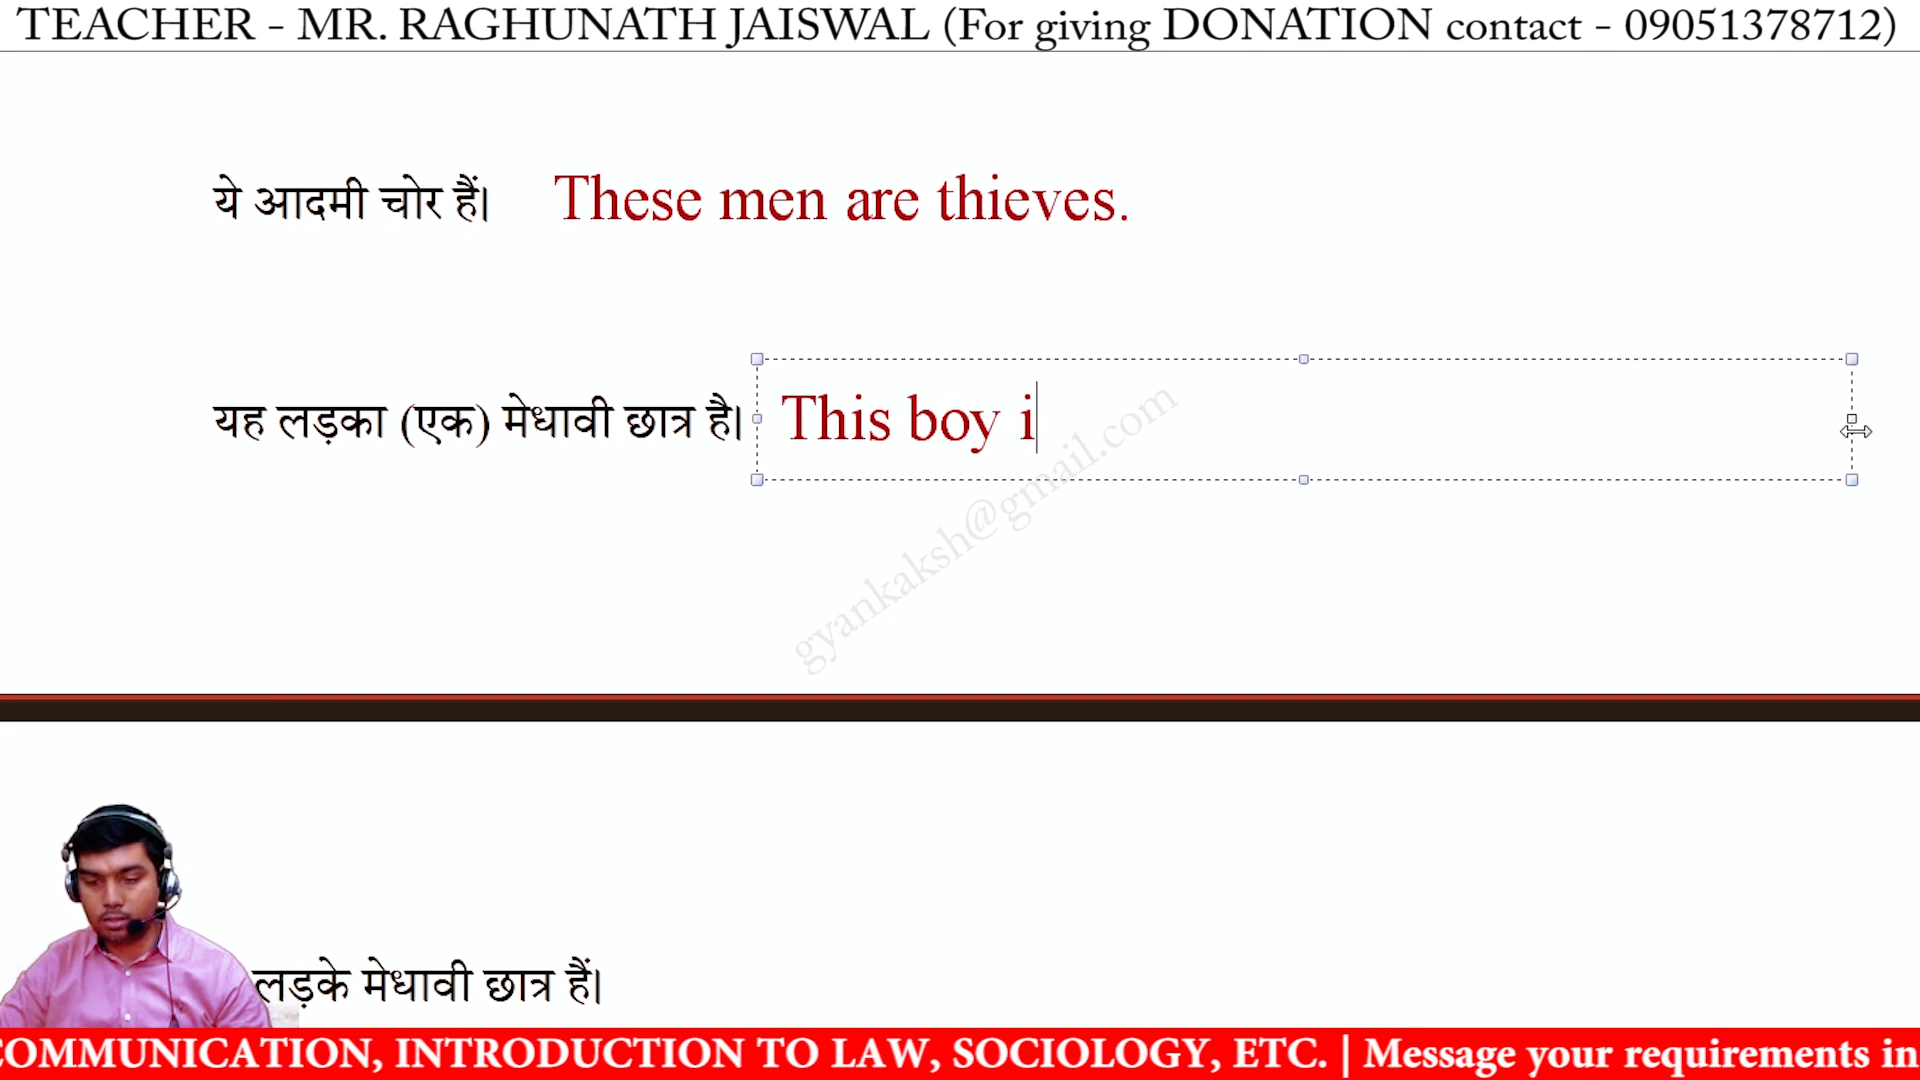 TEACHER - MR. RAGHUNATH JAISWAL (For giving DONATION contact - 09051378712)
ये आदमी चोर हैं। These men are thieves.
यह लड़का (एक) मेधावी छात्र है। This boy i
gyankaksh@gmail.com
लड़के मेधावी छात्र हैं।
COMMUNICATION, INTRODUCTION TO LAW, SOCIOLOGY, ETC. | Message your requirements in